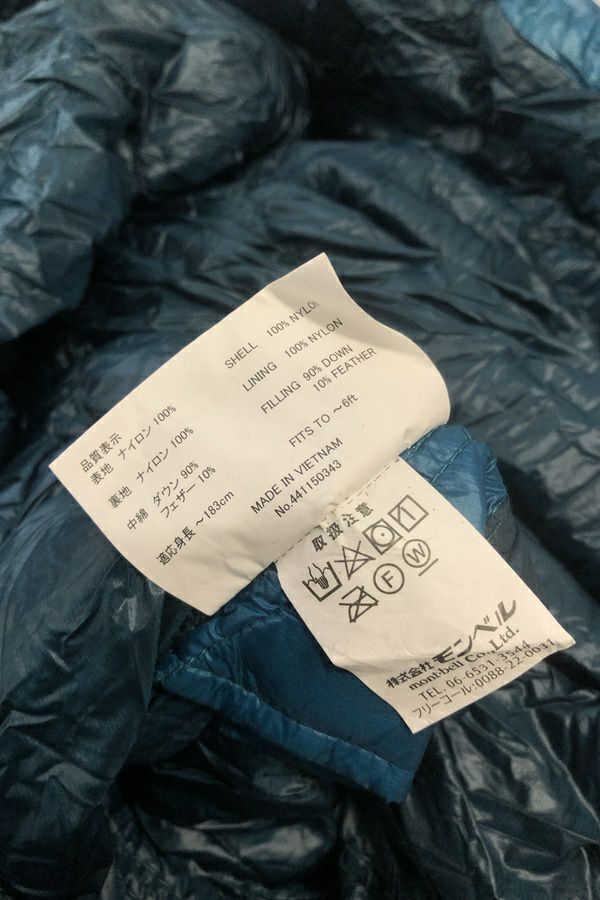 品質表示
表地 ナイロン 100%
裏地 ナイロン 100%
中綿 ダウン 90%
フェザー 10%
適応身長 ～183cm
SHELL 100% NYLON
LINING 100% NYLON
FILLING 90% DOWN
10% FEATHER
FITS TO ～6ft
MADE IN VIETNAM
No.441150343
取扱注意
F W
株式会社 モンベル
mont-bell Co., Ltd.
TEL. 06-6531-3544
フリーコール:0088-22-0031